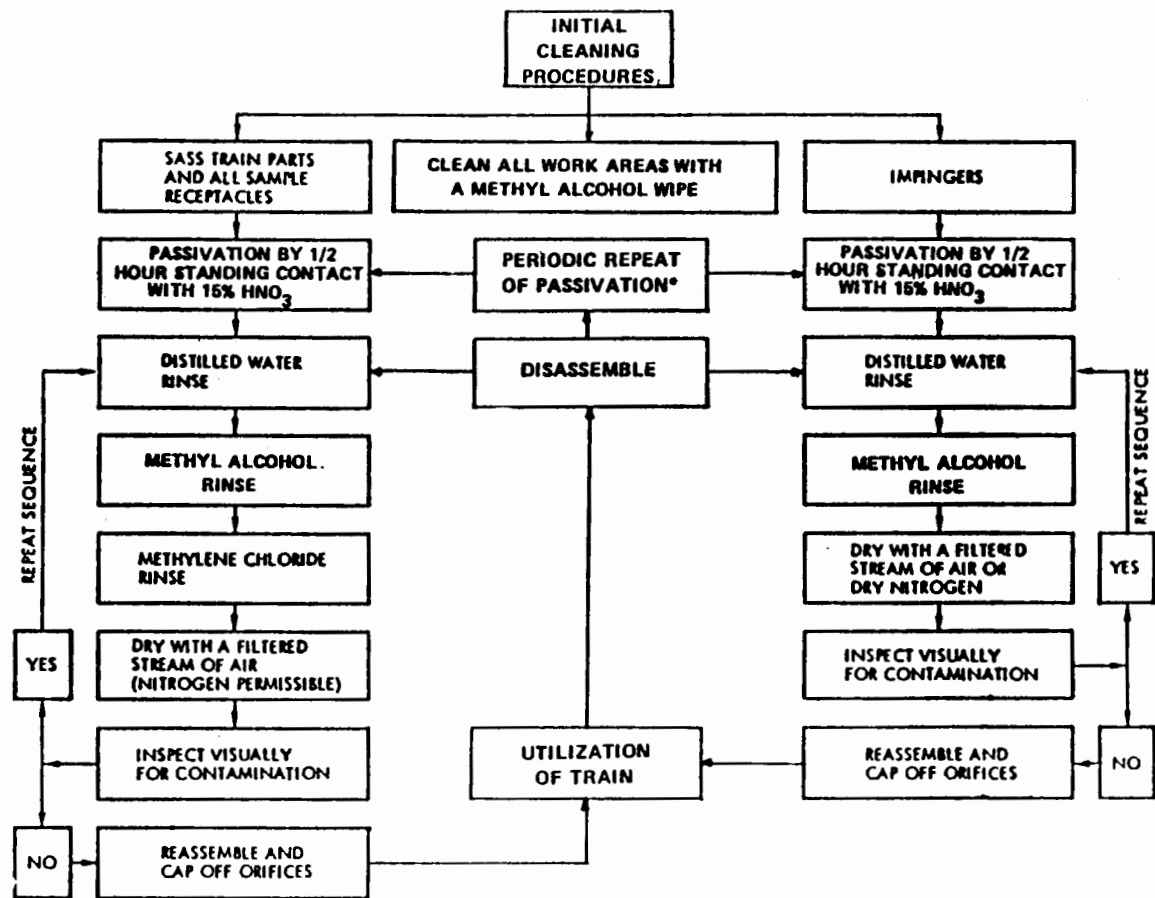 INITIAL
CLEANING
PROCEDURES.
SASS TRAIN PARTS
AND ALL SAMPLE
RECEPTACLES
CLEAN ALL WORK AREAS WITH
A METHYL ALCOHOL WIPE
IMPINGERS
PASSIVATION BY 1/2
HOUR STANDING CONTACT
WITH 15% HNO3
PERIODIC REPEAT
OF PASSIVATION*
PASSIVATION BY 1/2
HOUR STANDING CONTACT
WITH 15% HNO3
DISTILLED WATER
RINSE
DISASSEMBLE
DISTILLED WATER
RINSE
REPEAT SEQUENCE
METHYL ALCOHOL.
RINSE
METHYL ALCOHOL
RINSE
REPEAT SEQUENCE
METHYLENE CHLORIDE
RINSE
DRY WITH A FILTERED
STREAM OF AIR OR
DRY NITROGEN
YES
YES
DRY WITH A FILTERED
STREAM OF AIR
(NITROGEN PERMISSIBLE)
INSPECT VISUALLY
FOR CONTAMINATION
INSPECT VISUALLY
FOR CONTAMINATION
UTILIZATION
OF TRAIN
REASSEMBLE AND
CAP OFF ORIFICES
NO
NO
REASSEMBLE AND
CAP OFF ORIFICES